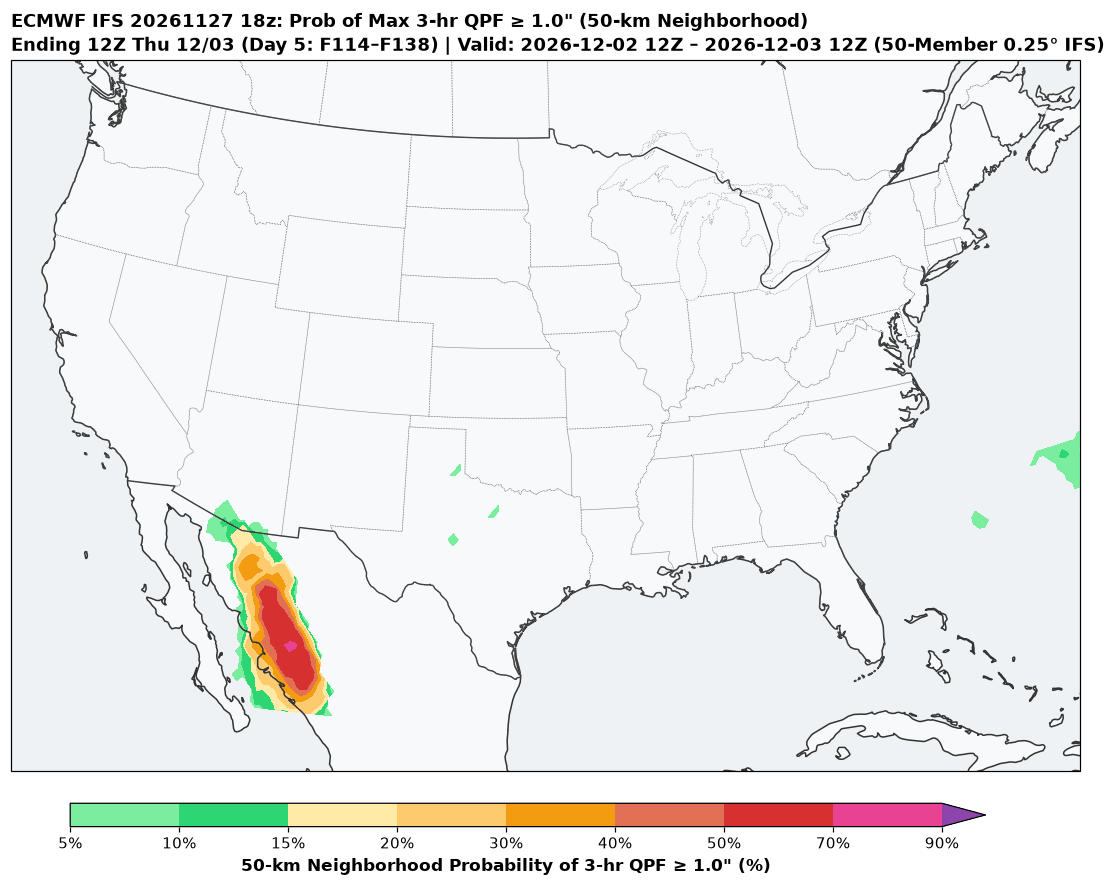 ECMWF IFS 20261127 18z: Prob of Max 3-hr QPF ≥ 1.0" (50-km Neighborhood)
Ending 12Z Thu 12/03 (Day 5: F114–F138) | Valid: 2026-12-02 12Z – 2026-12-03 12Z (50-Member 0.25° IFS)
5% 10% 15% 20% 30% 40% 50% 70% 90%
50-km Neighborhood Probability of 3-hr QPF ≥ 1.0" (%)